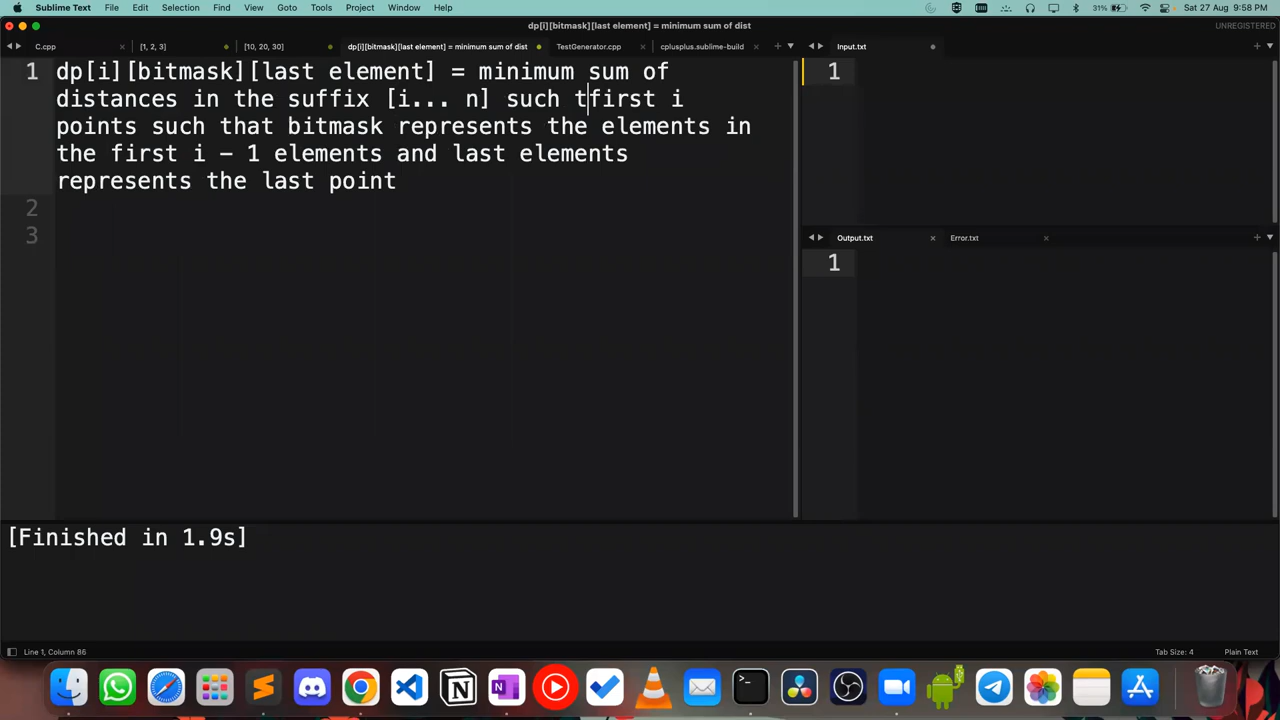 Sublime Text File Edit Selection Find View Goto Tools Project Window Help 31% Sat 27 Aug 9:58 PM
dp[i][bitmask][last element] = minimum sum of dist UNREGISTERED
C.cpp [1, 2, 3] [10, 20, 30] dp[i][bitmask][last element] = minimum sum of dist TestGenerator.cpp cplusplus.sublime-build Input.txt
1 dp[i][bitmask][last element] = minimum sum of
distances in the suffix [i... n] such tfirst i
points such that bitmask represents the elements in
the first i - 1 elements and last elements
represents the last point
2
3
1
Output.txt Error.txt
1
[Finished in 1.9s]
Line 1, Column 86 Tab Size: 4 Plain Text